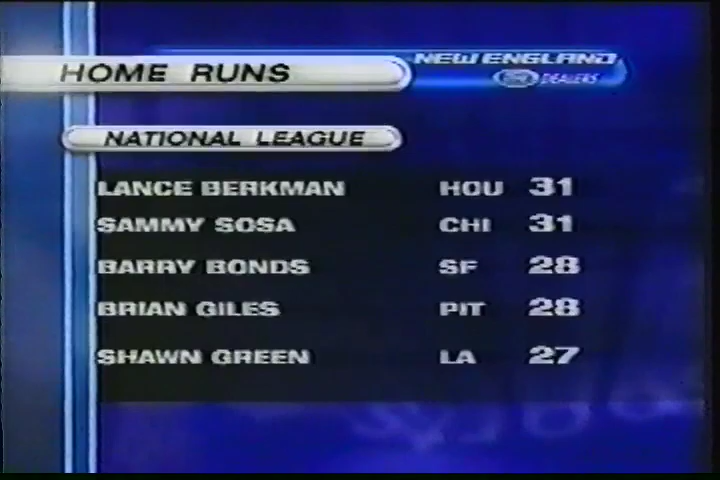 HOME RUNS
NEW ENGLAND
DEALERS
NATIONAL LEAGUE
LANCE BERKMAN HOU 31
SAMMY SOSA CHI 31
BARRY BONDS SF 28
BRIAN GILES PIT 28
SHAWN GREEN LA 27